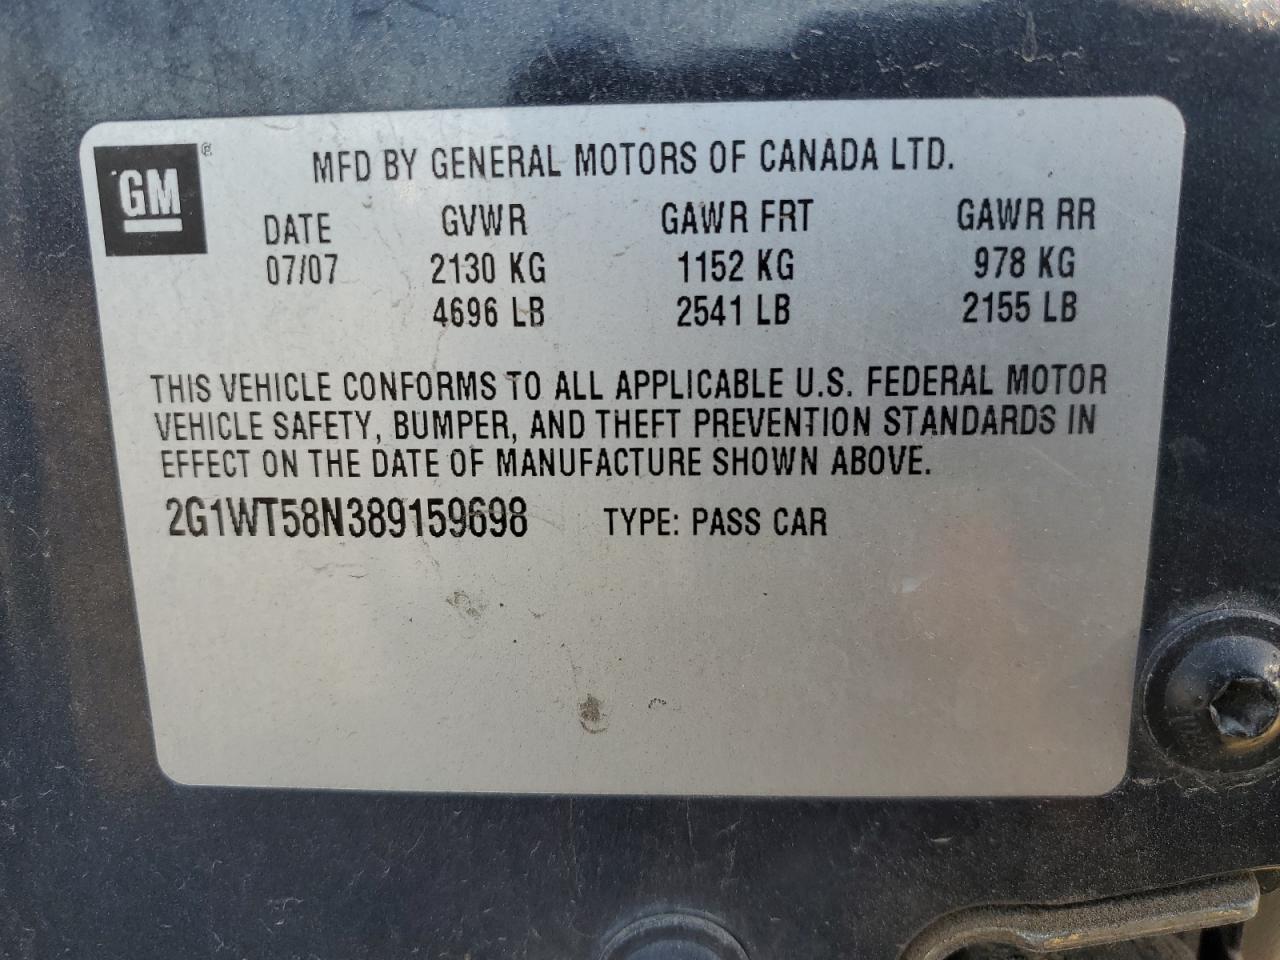 GM ®
MFD BY GENERAL MOTORS OF CANADA LTD.
DATE GVWR GAWR FRT GAWR RR
07/07 2130 KG 1152 KG 978 KG
4696 LB 2541 LB 2155 LB
THIS VEHICLE CONFORMS TO ALL APPLICABLE U.S. FEDERAL MOTOR
VEHICLE SAFETY, BUMPER, AND THEFT PREVENTION STANDARDS IN
EFFECT ON THE DATE OF MANUFACTURE SHOWN ABOVE.
2G1WT58N389159698 TYPE: PASS CAR